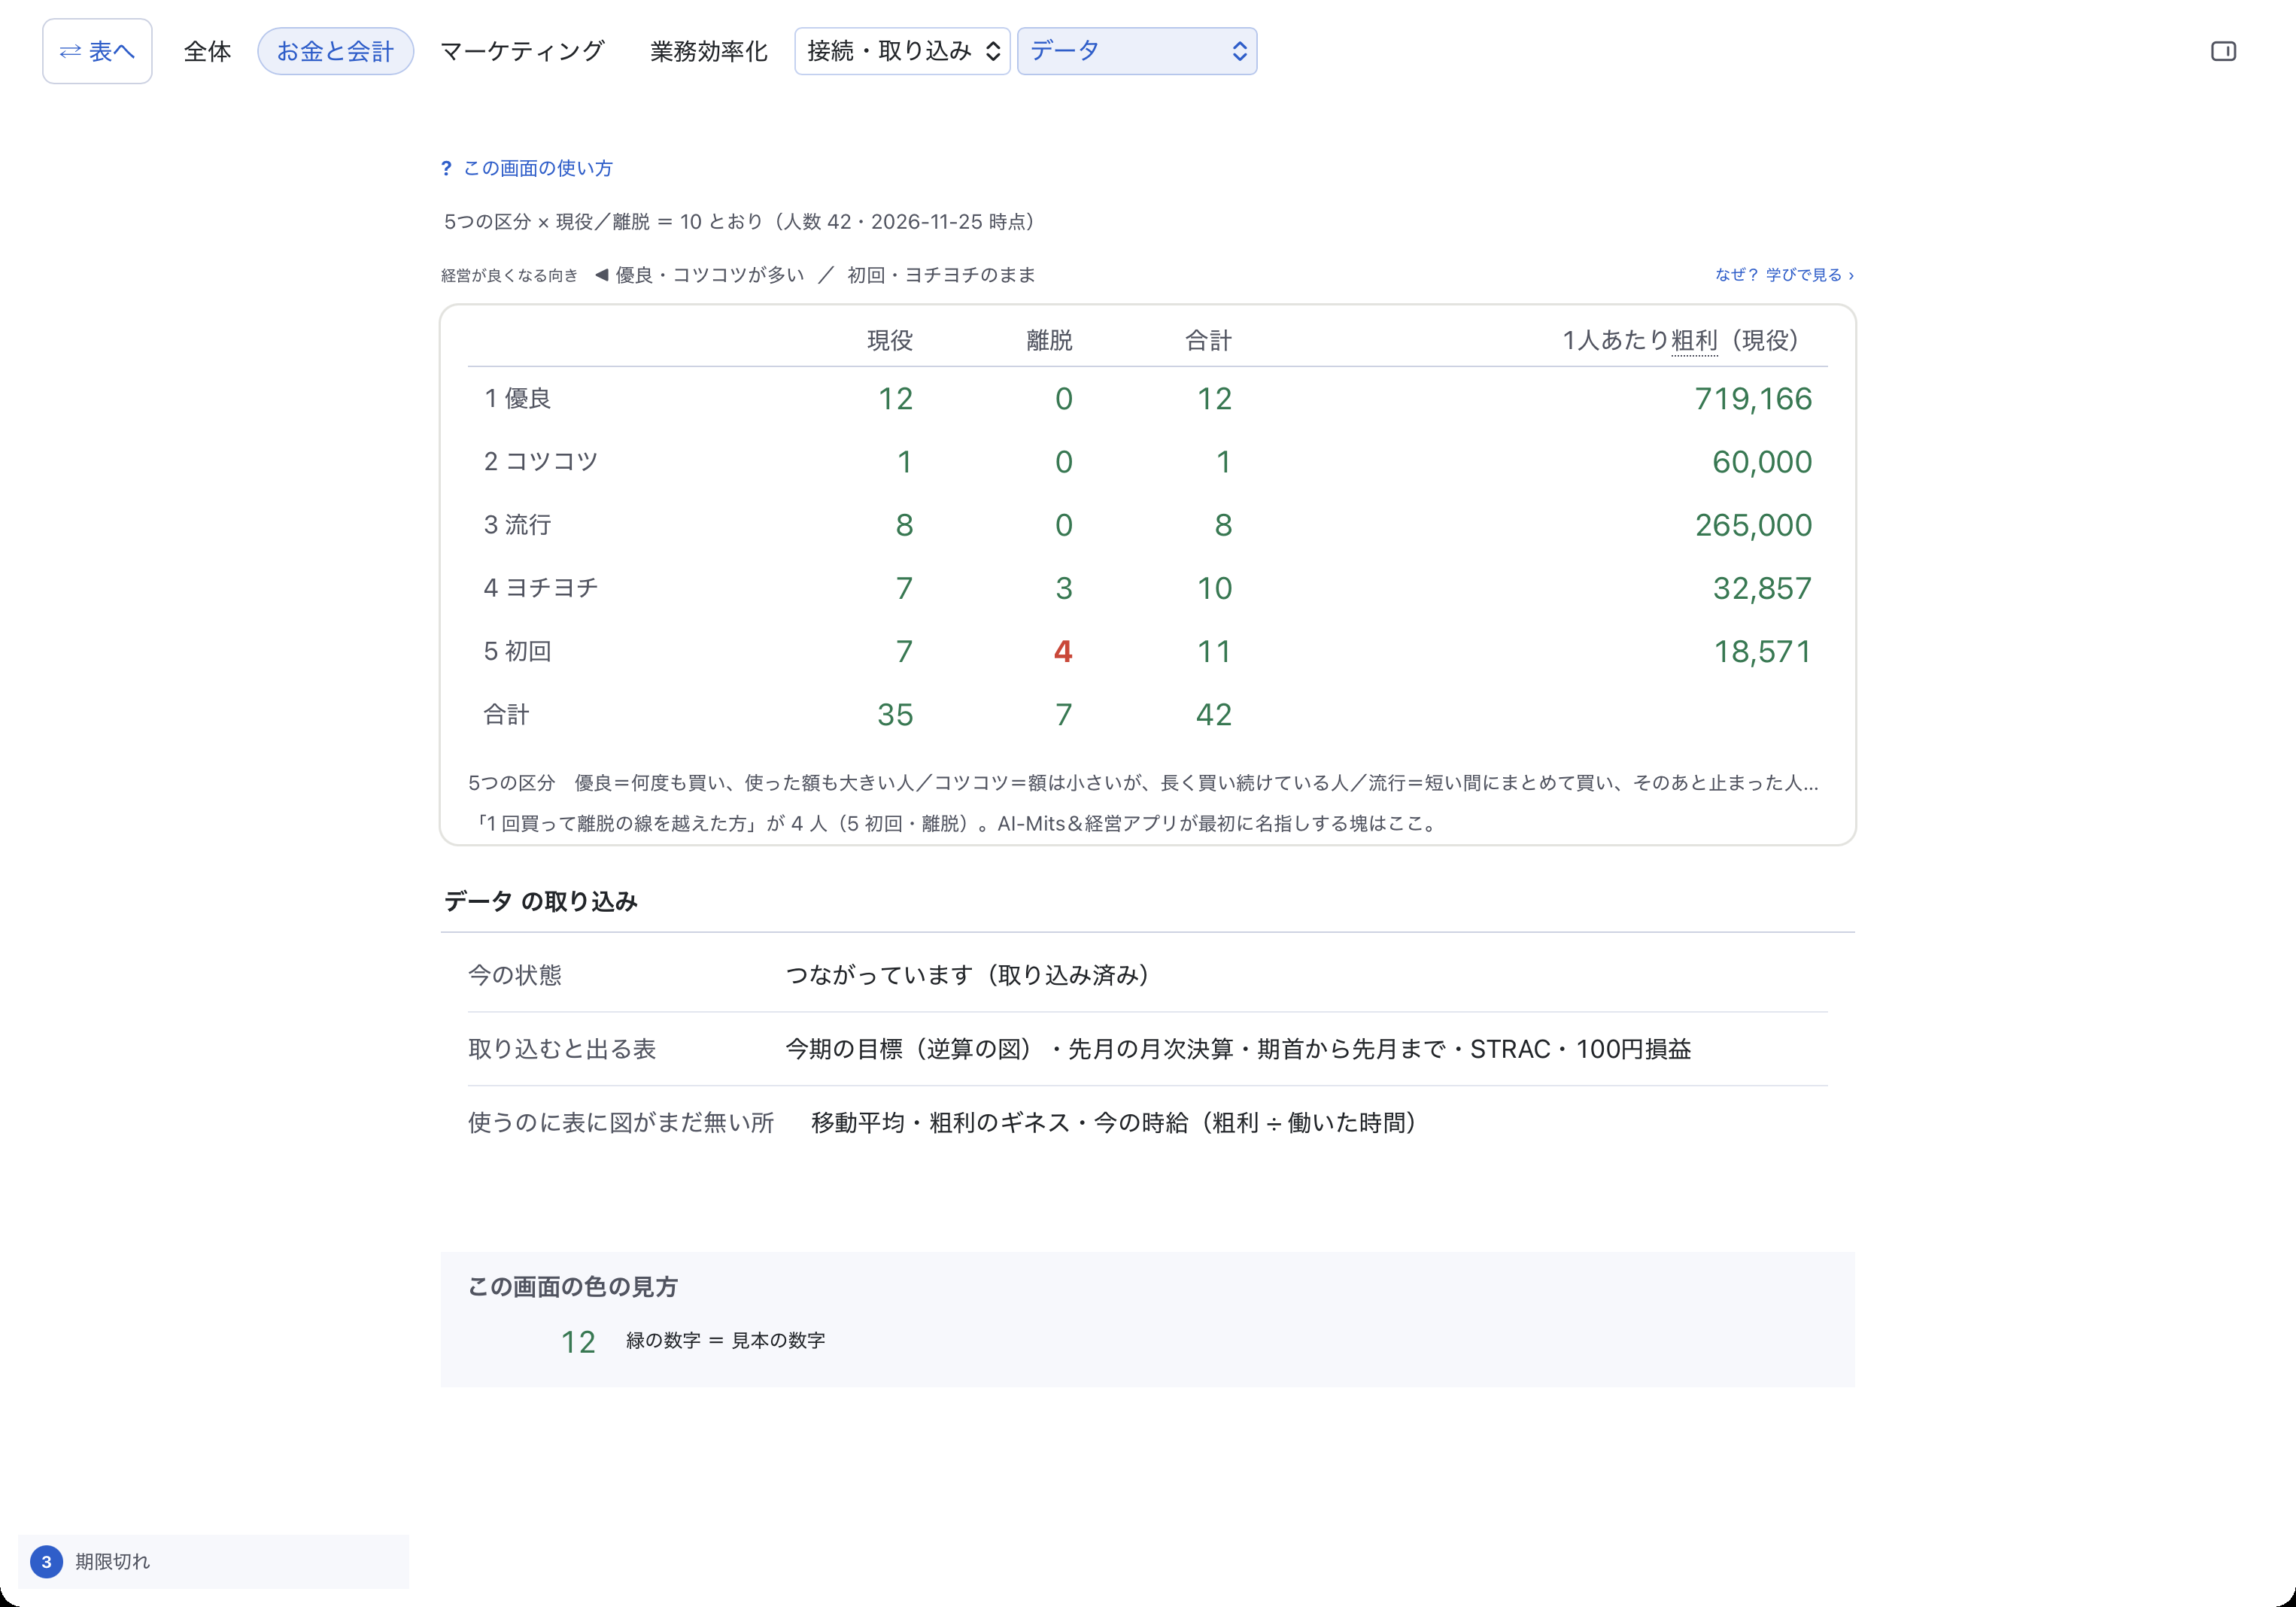 ⇄ 表へ 全体 お金と会計 マーケティング 業務効率化 接続・取り込み データ
? この画面の使い方
5つの区分 × 現役／離脱 ＝ 10 とおり（人数 42・2026-11-25 時点）
経営が良くなる向き ◀ 優良・コツコツが多い ／ 初回・ヨチヨチのまま なぜ？ 学びで見る ›
現役 離脱 合計 1人あたり粗利（現役）
1 優良 12 0 12 719,166
2 コツコツ 1 0 1 60,000
3 流行 8 0 8 265,000
4 ヨチヨチ 7 3 10 32,857
5 初回 7 4 11 18,571
合計 35 7 42
5つの区分　優良＝何度も買い、使った額も大きい人／コツコツ＝額は小さいが、長く買い続けている人／流行＝短い間にまとめて買い、そのあと止まった人...
「1 回買って離脱の線を越えた方」が 4 人（5 初回・離脱）。AI-Mits＆経営アプリが最初に名指しする塊はここ。
データ の取り込み
今の状態 つながっています（取り込み済み）
取り込むと出る表 今期の目標（逆算の図）・先月の月次決算・期首から先月まで・STRAC・100円損益
使うのに表に図がまだ無い所 移動平均・粗利のギネス・今の時給（粗利 ÷ 働いた時間）
この画面の色の見方
12 緑の数字 ＝ 見本の数字
3 期限切れ